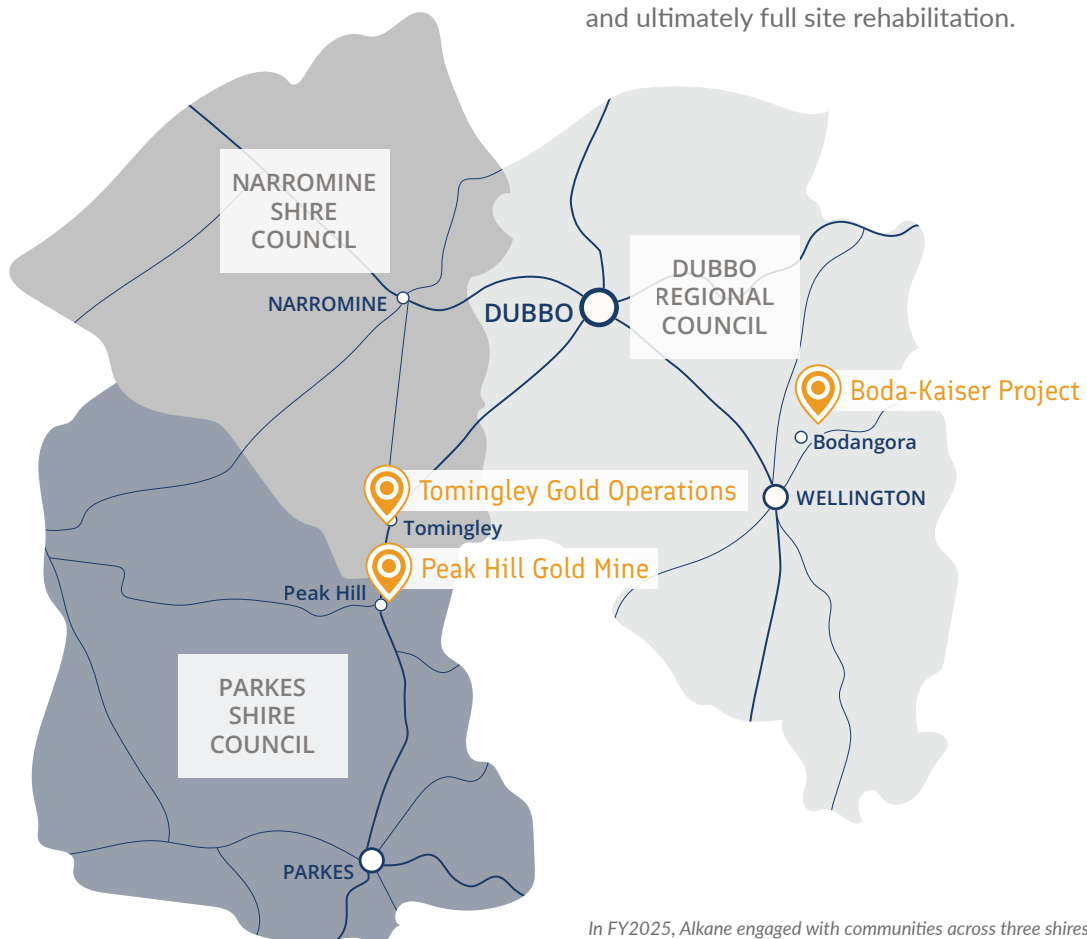 and ultimately full site rehabilitation.
NARROMINE
SHIRE
COUNCIL
DUBBO
REGIONAL
COUNCIL
NARROMINE
DUBBO
Boda-Kaiser Project
Bodangora
Tomingley Gold Operations
WELLINGTON
Tomingley
Peak Hill Gold Mine
Peak Hill
PARKES
SHIRE
COUNCIL
PARKES
In FY2025, Alkane engaged with communities across three shires